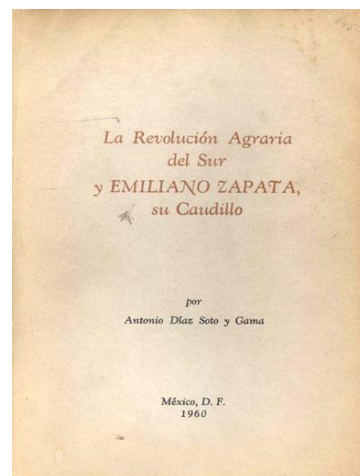 La Revolución Agraria
del Sur
y EMILIANO ZAPATA,
su Caudillo
por
Antonio Díaz Soto y Gama
México, D. F.
1960